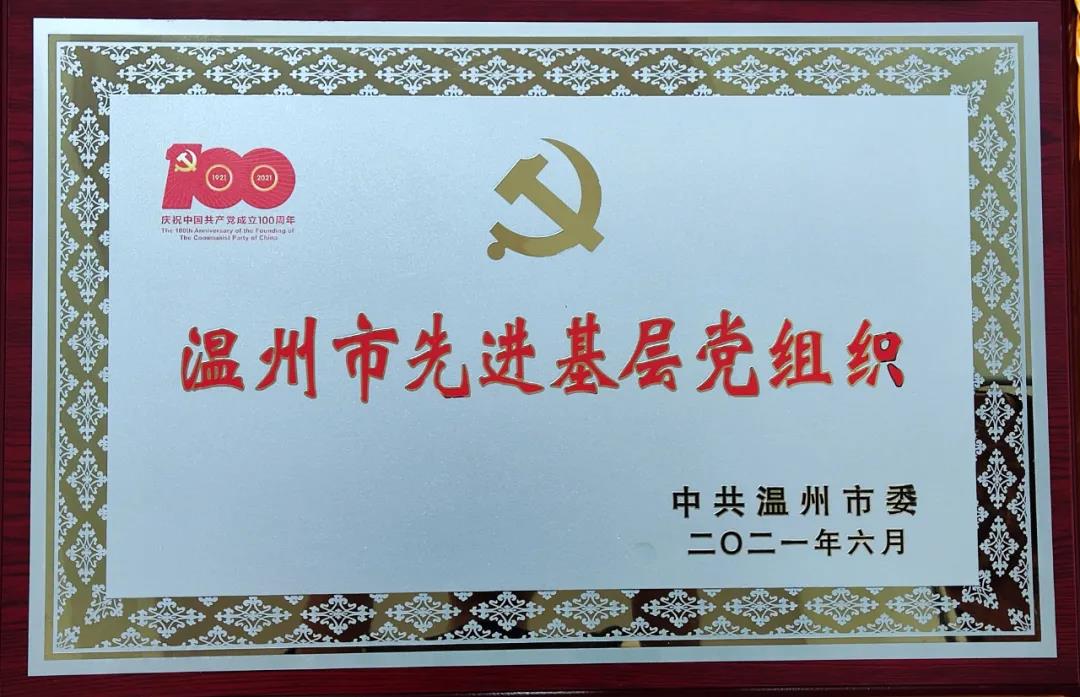 1921
2021
庆祝中国共产党成立100周年
The 100th Anniversary of the Founding of
The Communist Party of China
温州市先进基层党组织
中共温州市委
二〇二一年六月